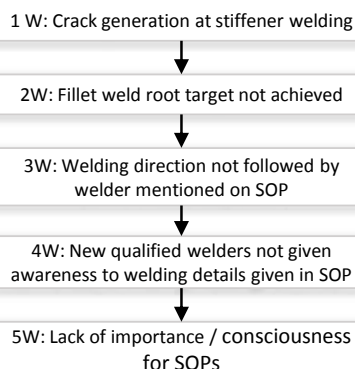 1 W: Crack generation at stiffener welding
2W: Fillet weld root target not achieved
3W: Welding direction not followed by
welder mentioned on SOP
4W: New qualified welders not given
awareness to welding details given in SOP
5W: Lack of importance / consciousness
for SOPs